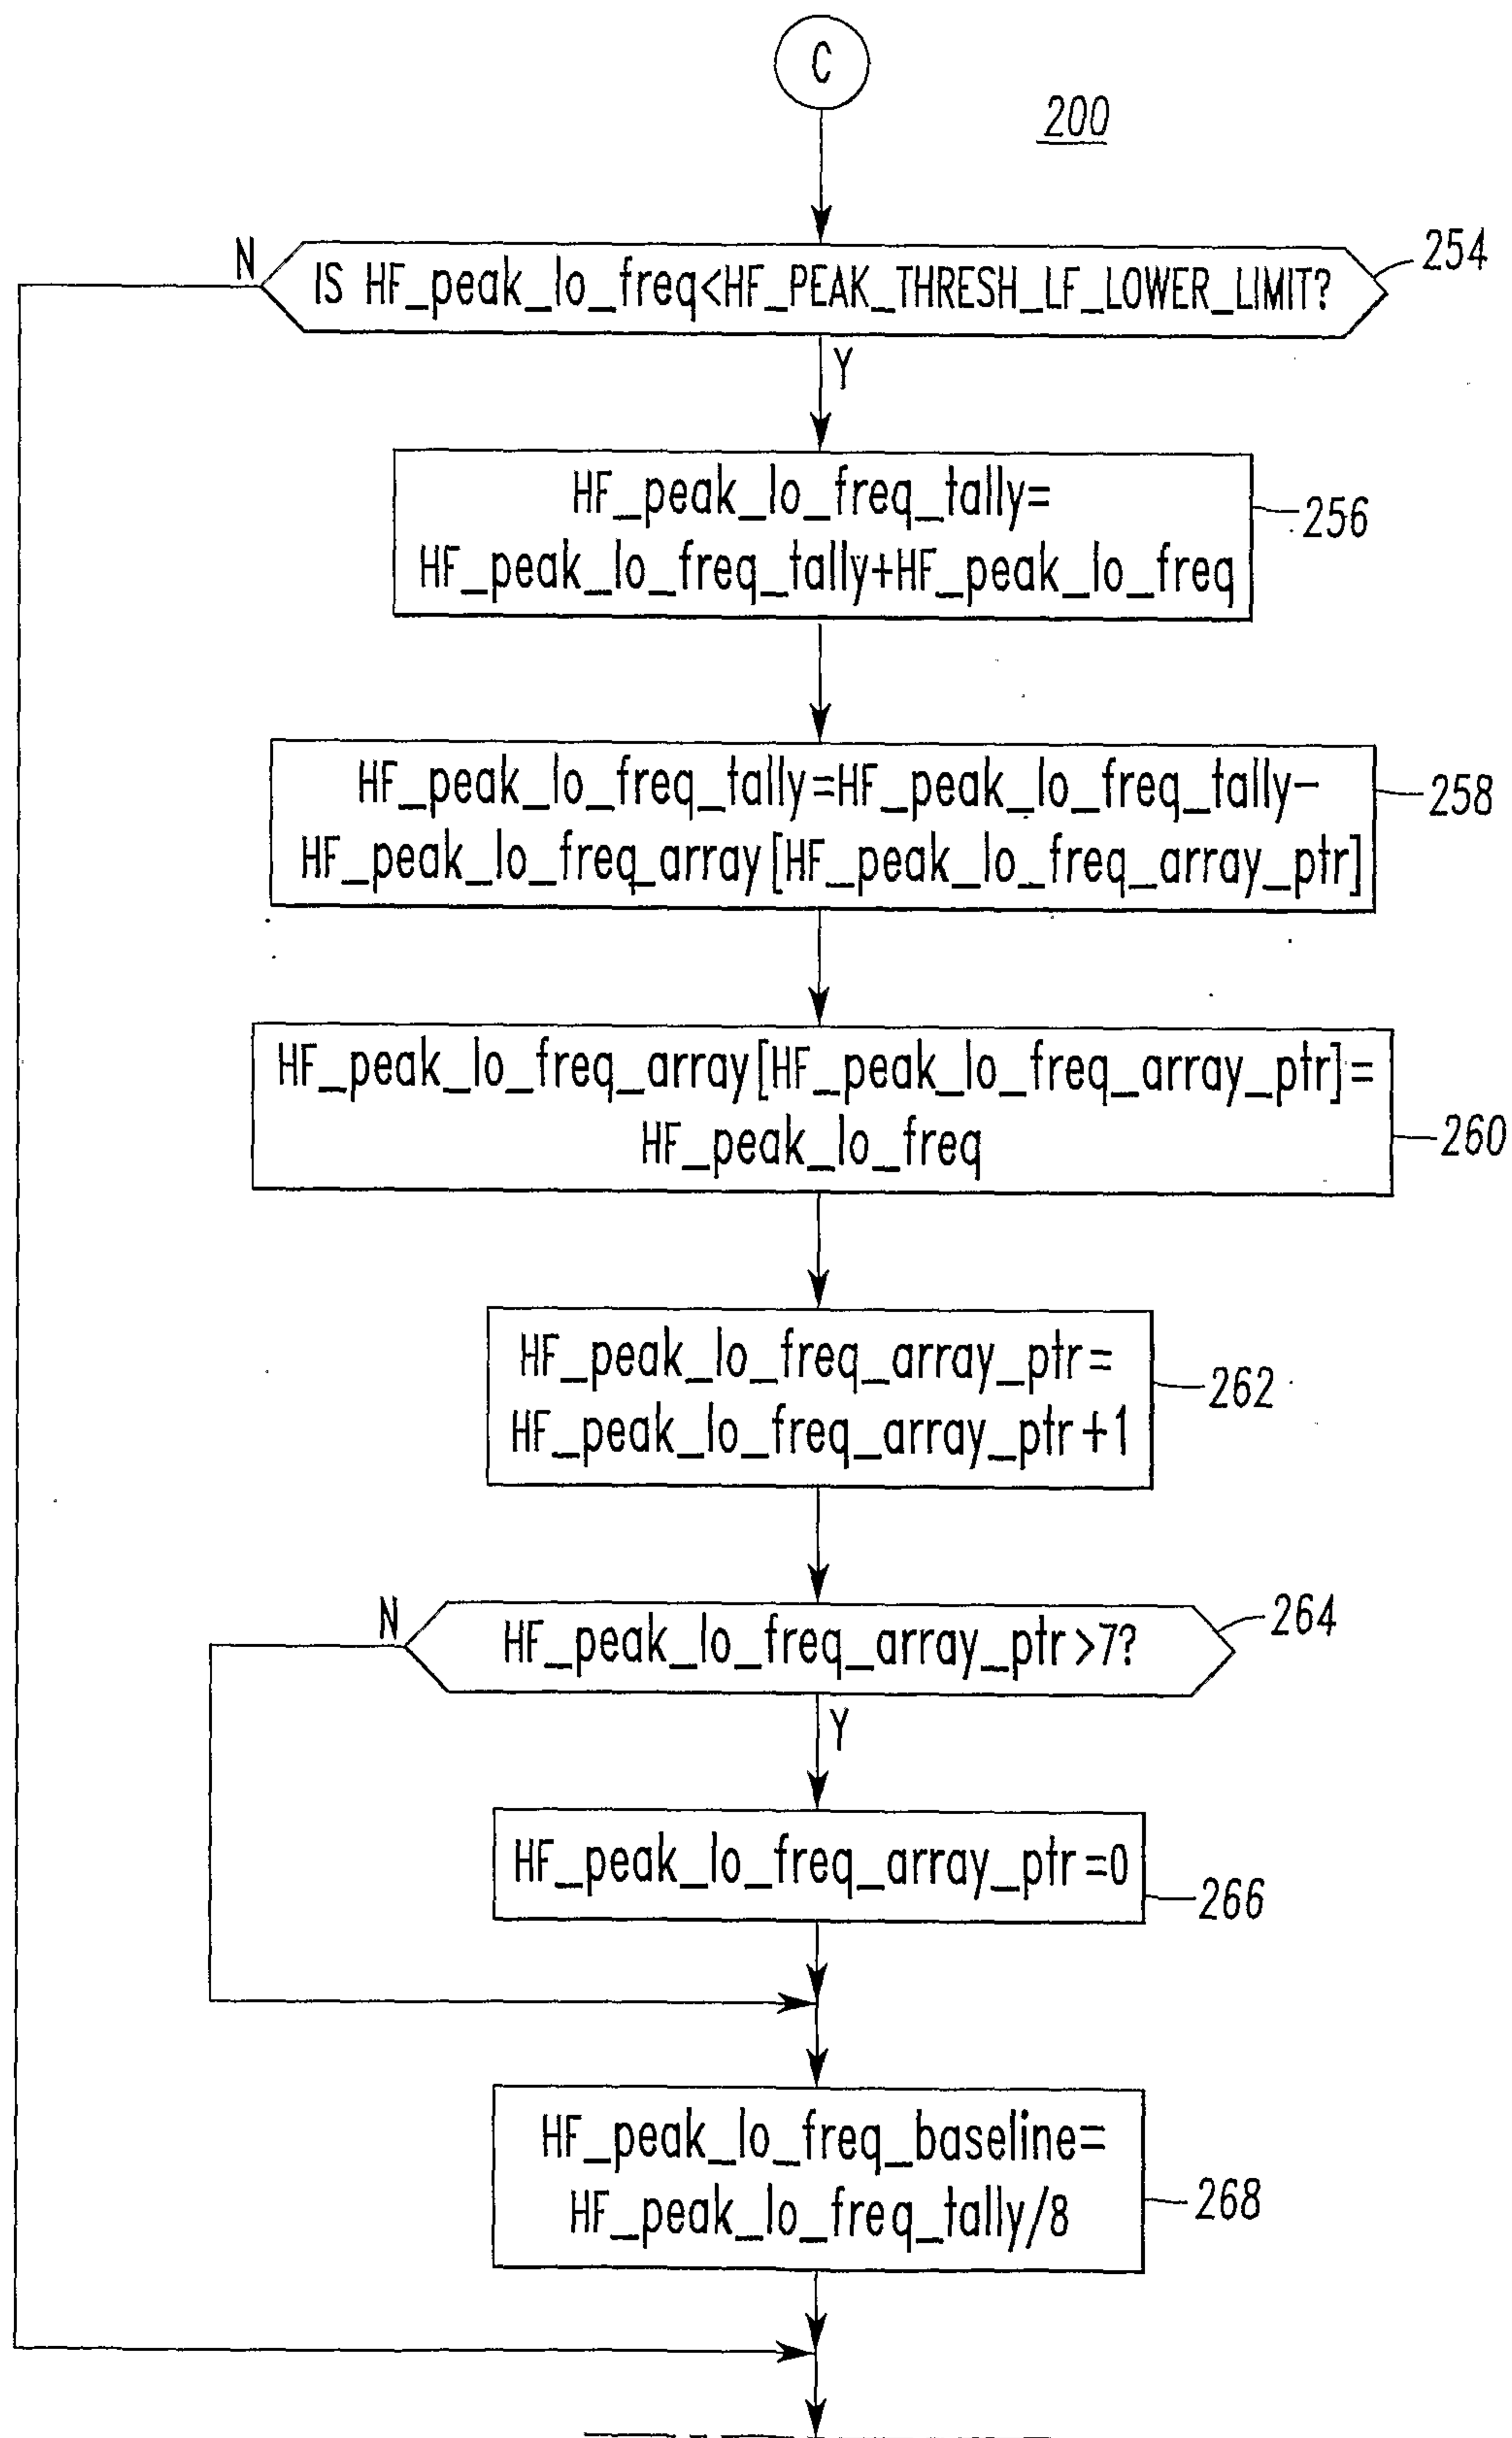 C
200
N
IS HF_peak_lo_freq<HF_PEAK_THRESH_LF_LOWER_LIMIT?
254
Y
HF_peak_lo_freq_tally=
HF_peak_lo_freq_tally+HF_peak_lo_freq
256
HF_peak_lo_freq_tally=HF_peak_lo_freq_tally-
HF_peak_lo_freq_array[HF_peak_lo_freq_array_ptr]
258
HF_peak_lo_freq_array[HF_peak_lo_freq_array_ptr]=
HF_peak_lo_freq
260
HF_peak_lo_freq_array_ptr=
HF_peak_lo_freq_array_ptr+1
262
N
HF_peak_lo_freq_array_ptr>7?
264
Y
HF_peak_lo_freq_array_ptr=0
266
HF_peak_lo_freq_baseline=
HF_peak_lo_freq_tally/8
268